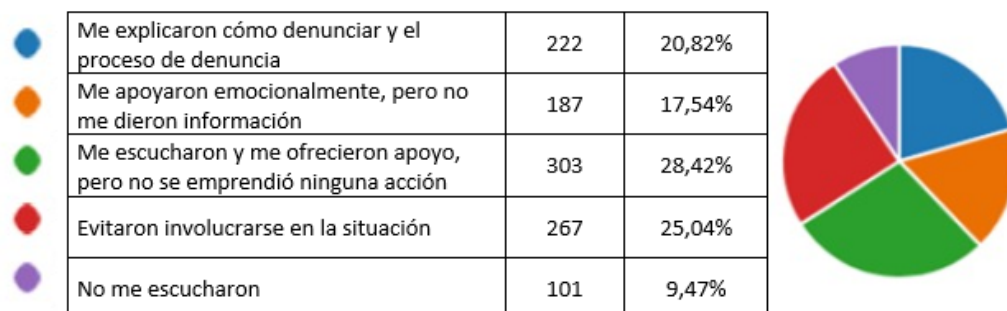 Me explicaron cómo denunciar y el
proceso de denuncia
222
20,82%
Me apoyaron emocionalmente, pero no
me dieron información
187
17,54%
Me escucharon y me ofrecieron apoyo,
pero no se emprendió ninguna acción
303
28,42%
Evitaron involucrarse en la situación
267
25,04%
No me escucharon
101
9,47%